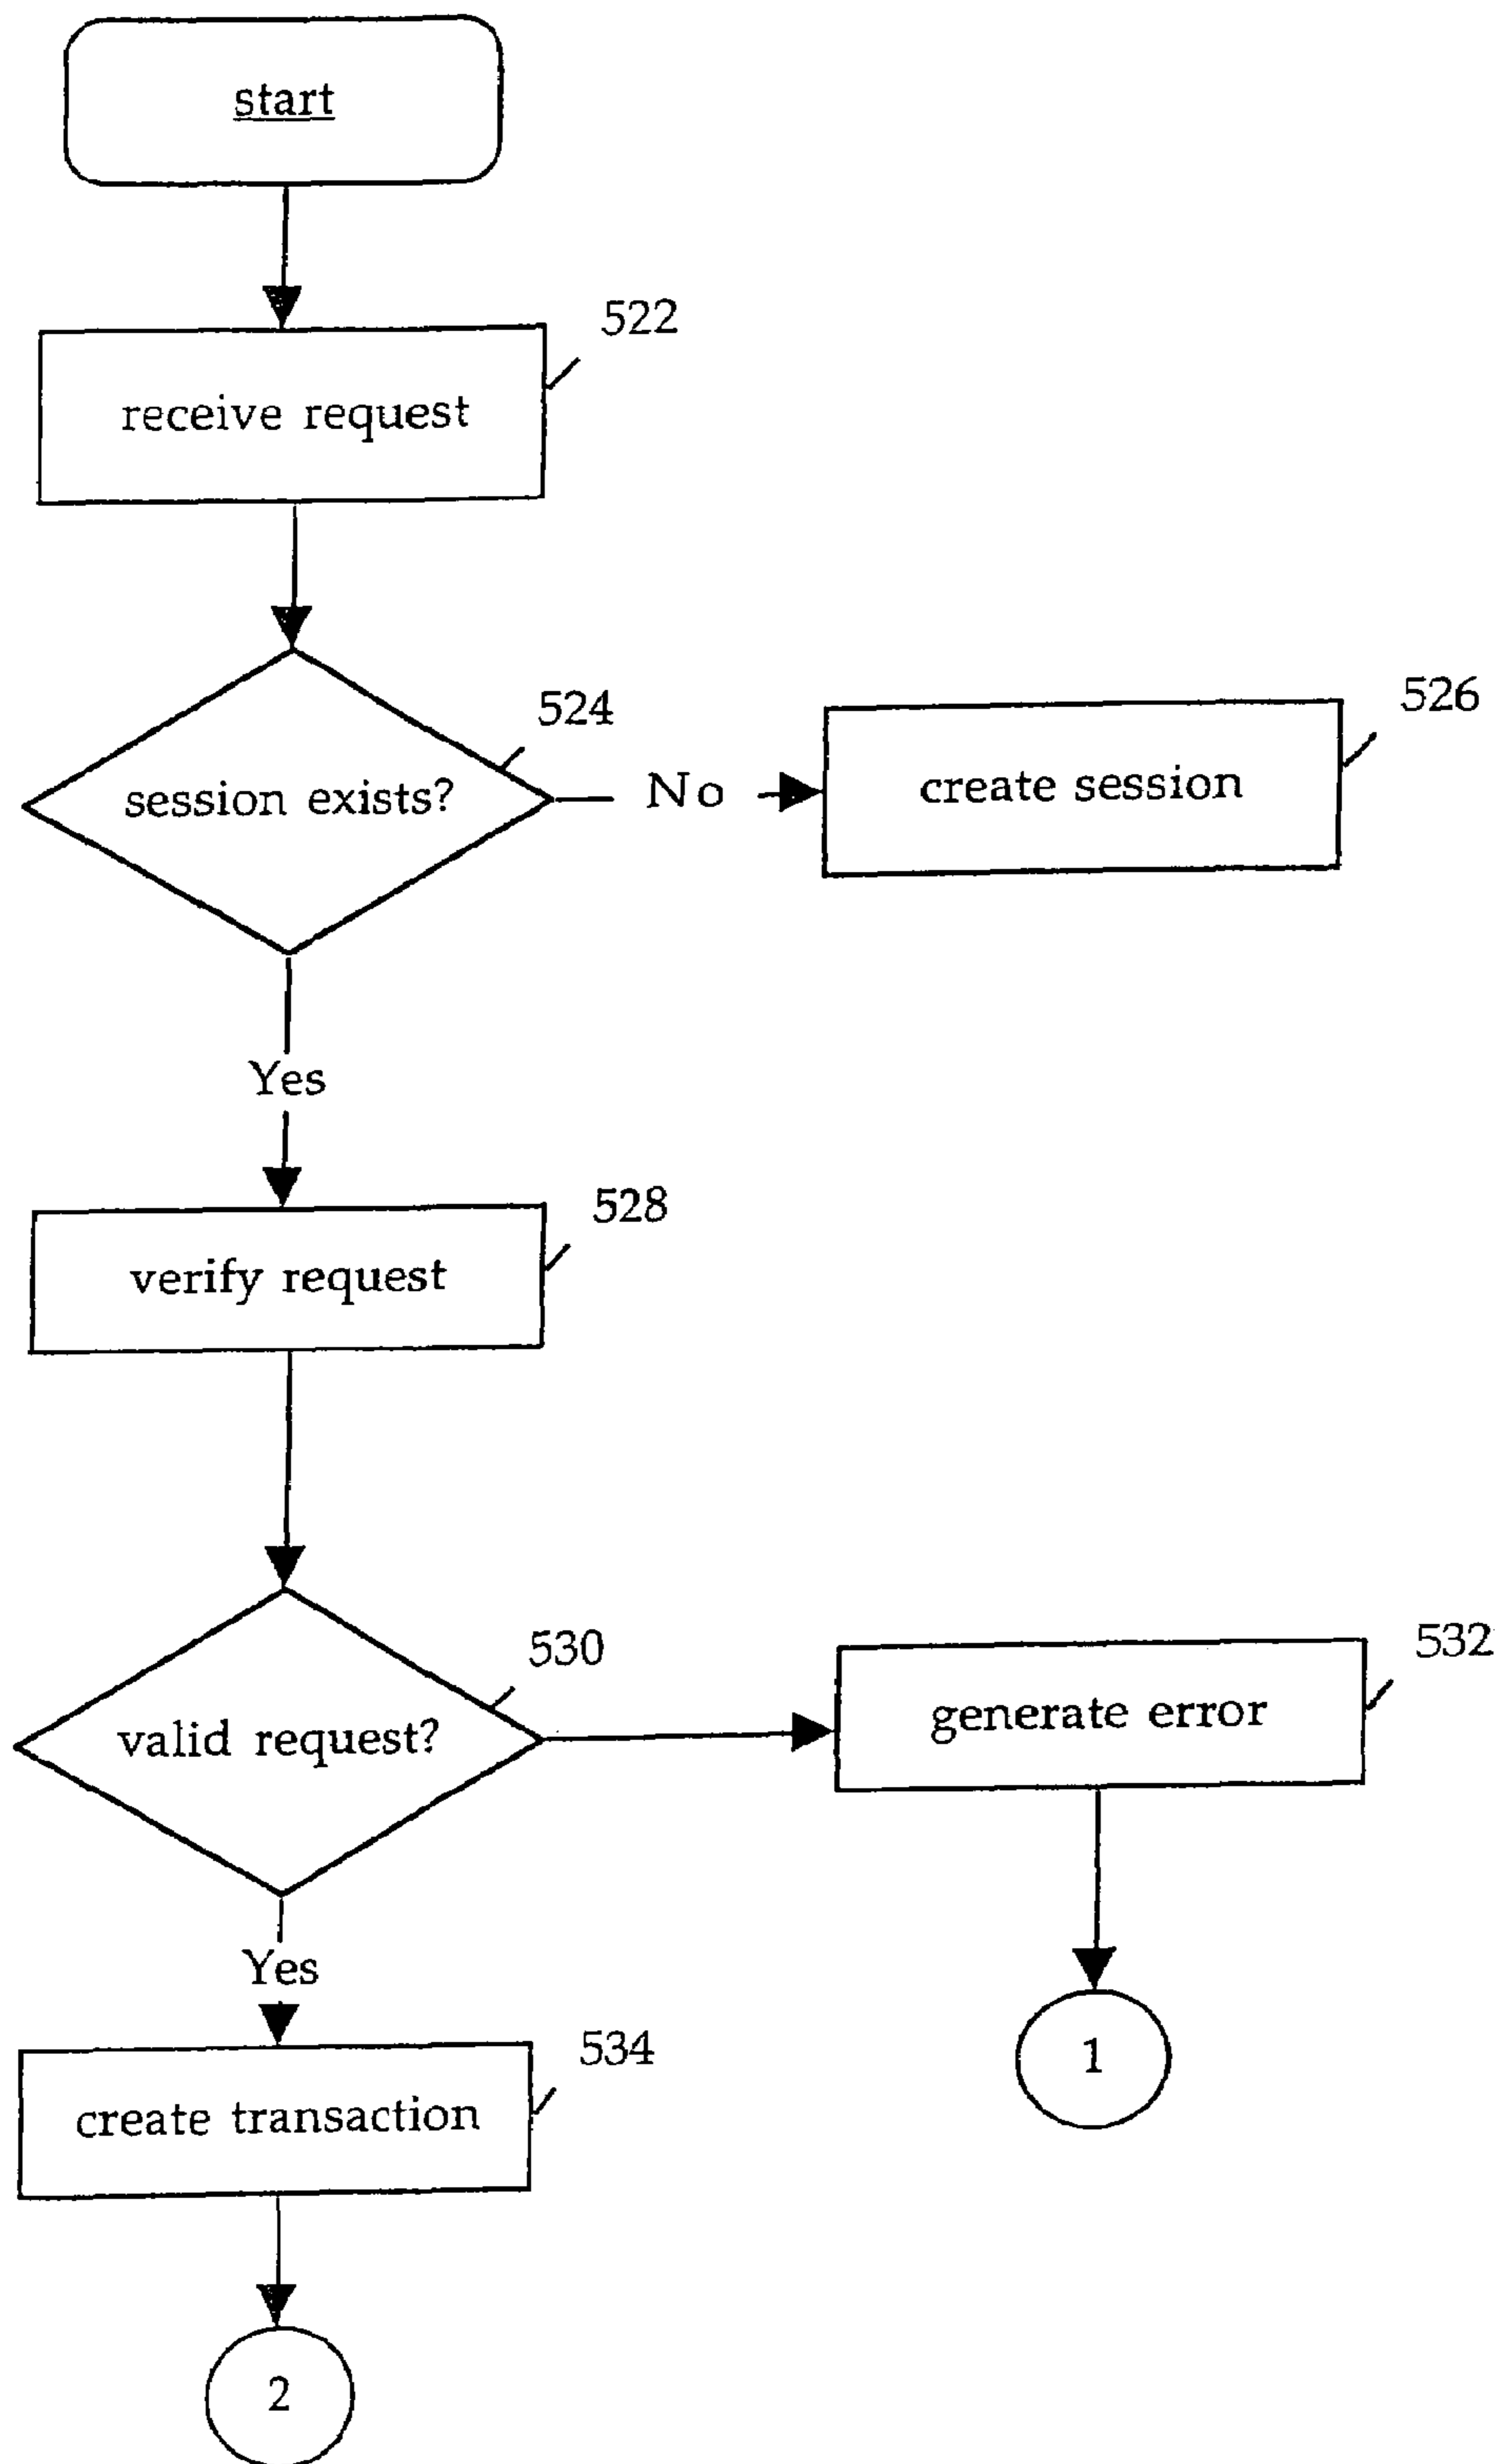 start
522
receive request
524
session exists?
No
526
create session
Yes
528
verify request
530
valid request?
532
generate error
Yes
1
534
create transaction
2